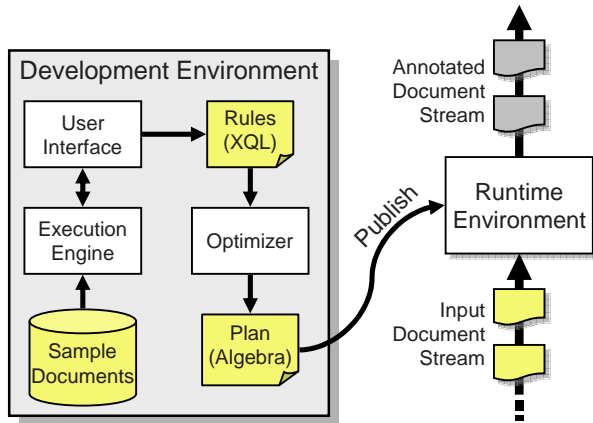 Development Environment
User
Interface
Rules
(XQL)
Execution
Engine
Optimizer
Sample
Documents
Plan
(Algebra)
Publish
Annotated
Document
Stream
Runtime
Environment
Input
Document
Stream